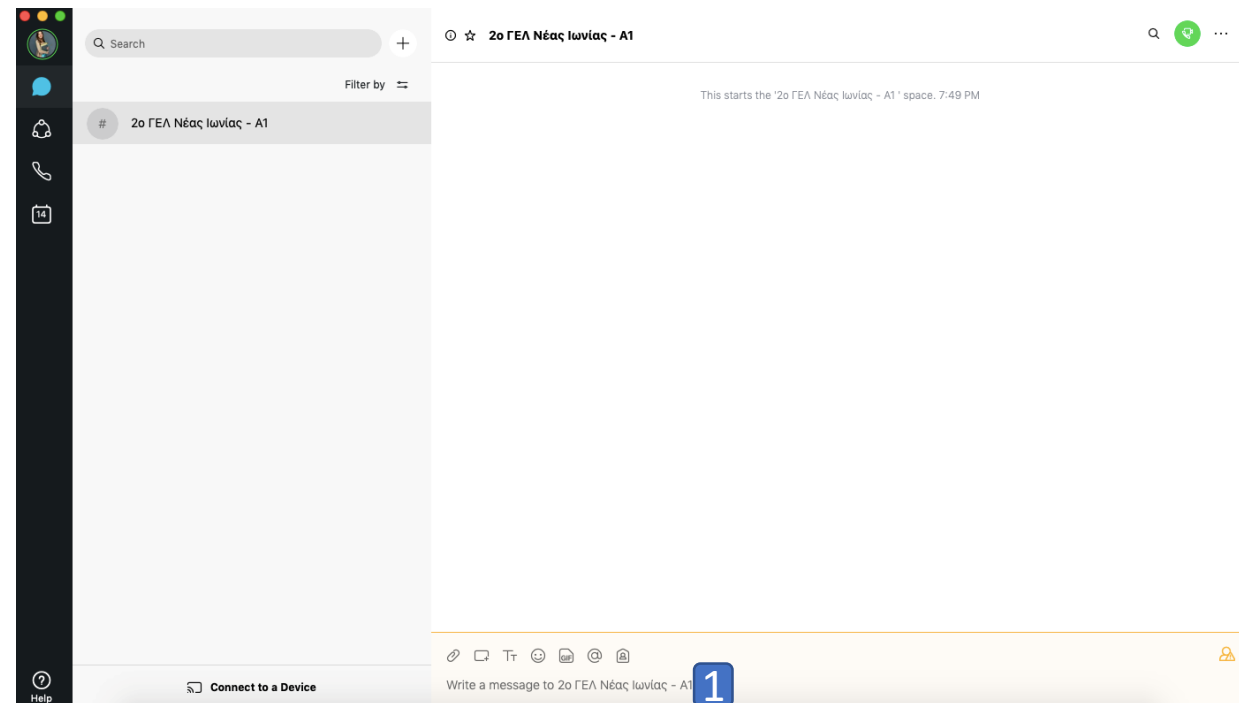 Search
Filter by
# 2ο ΓΕΛ Νέας Ιωνίας - Α1
14
Help
Connect to a Device
2ο ΓΕΛ Νέας Ιωνίας - Α1
This starts the '2ο ΓΕΛ Νέας Ιωνίας - Α1 ' space. 7:49 PM
Tт
GIF @
Write a message to 2ο ΓΕΛ Νέας Ιωνίας - Α1
1